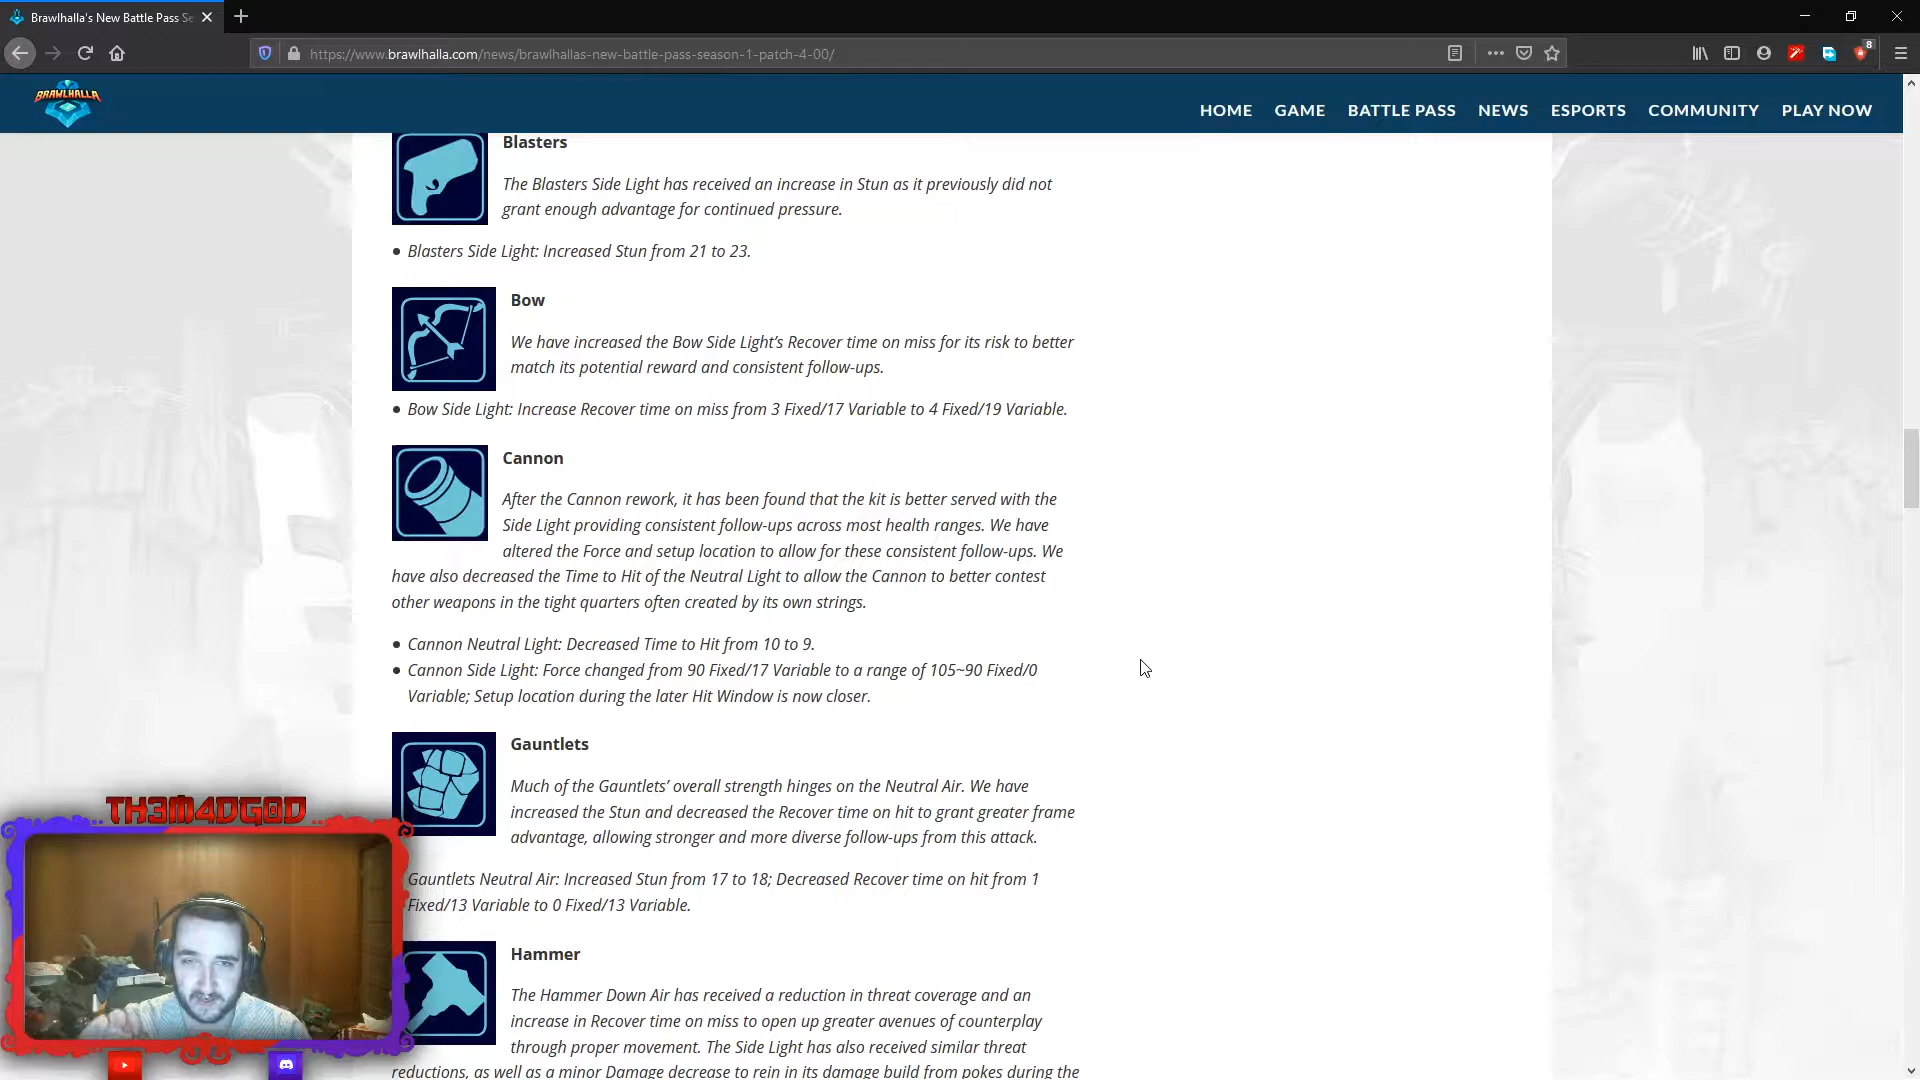 Brawlhalla's New Battle Pass Se
https://www.brawlhalla.com/news/brawlhallas-new-battle-pass-season-1-patch-4-00/
8
BRAWLHALLA
HOME GAME BATTLE PASS NEWS ESPORTS COMMUNITY PLAY NOW
Blasters
The Blasters Side Light has received an increase in Stun as it previously did not
grant enough advantage for continued pressure.
• Blasters Side Light: Increased Stun from 21 to 23.
Bow
We have increased the Bow Side Light’s Recover time on miss for its risk to better
match its potential reward and consistent follow-ups.
• Bow Side Light: Increase Recover time on miss from 3 Fixed/17 Variable to 4 Fixed/19 Variable.
Cannon
After the Cannon rework, it has been found that the kit is better served with the
Side Light providing consistent follow-ups across most health ranges. We have
altered the Force and setup location to allow for these consistent follow-ups. We
have also decreased the Time to Hit of the Neutral Light to allow the Cannon to better contest
other weapons in the tight quarters often created by its own strings.
• Cannon Neutral Light: Decreased Time to Hit from 10 to 9.
• Cannon Side Light: Force changed from 90 Fixed/17 Variable to a range of 105~90 Fixed/0
Variable; Setup location during the later Hit Window is now closer.
Gauntlets
Much of the Gauntlets’ overall strength hinges on the Neutral Air. We have
increased the Stun and decreased the Recover time on hit to grant greater frame
advantage, allowing stronger and more diverse follow-ups from this attack.
Gauntlets Neutral Air: Increased Stun from 17 to 18; Decreased Recover time on hit from 1
Fixed/13 Variable to 0 Fixed/13 Variable.
Hammer
The Hammer Down Air has received a reduction in threat coverage and an
increase in Recover time on miss to open up greater avenues of counterplay
through proper movement. The Side Light has also received similar threat
reductions, as well as a minor Damage decrease to rein in its damage build from pokes during the
TH3M4DG0D